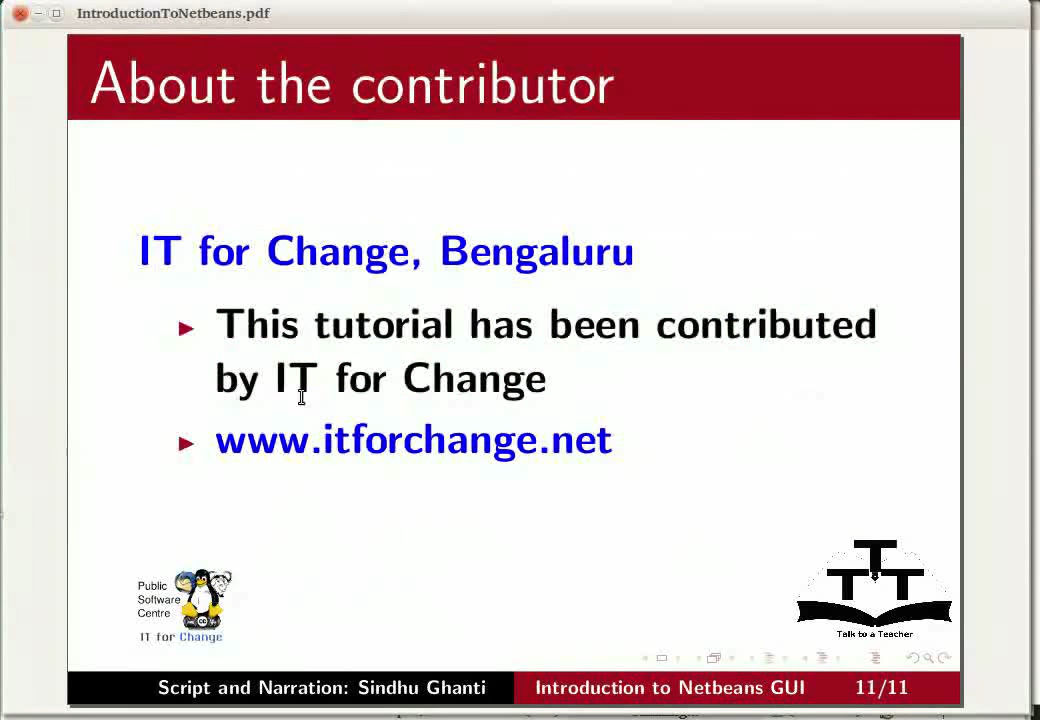 IntroductionToNetbeans.pdf
About the contributor
IT for Change, Bengaluru
This tutorial has been contributed
by IT for Change
www.itforchange.net
Public
Software
Centre
IT for Change
T
T T
Talk to a Teacher
Script and Narration: Sindhu Ghanti
Introduction to Netbeans GUI
11/11